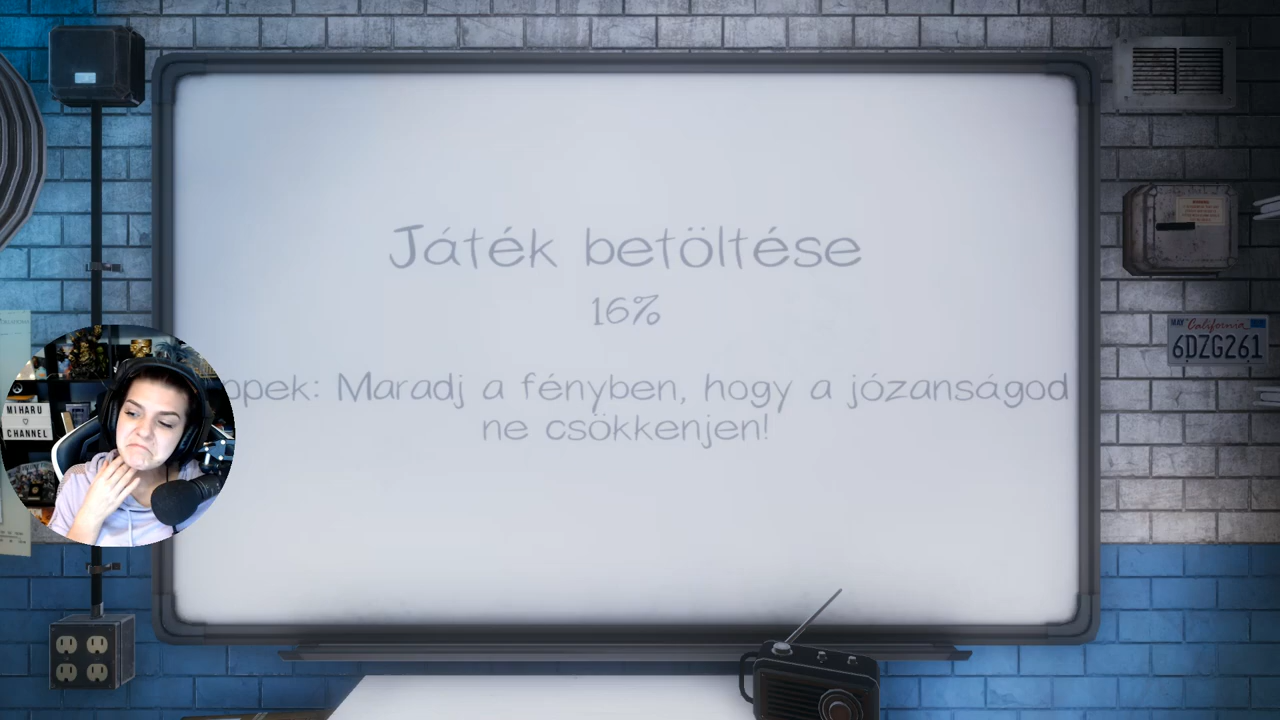 Játék betöltése
16%
Maradj a fényben, hogy a józanságod
ne csökkenjen!
MIHARU
CHANNEL
California
6DZG261